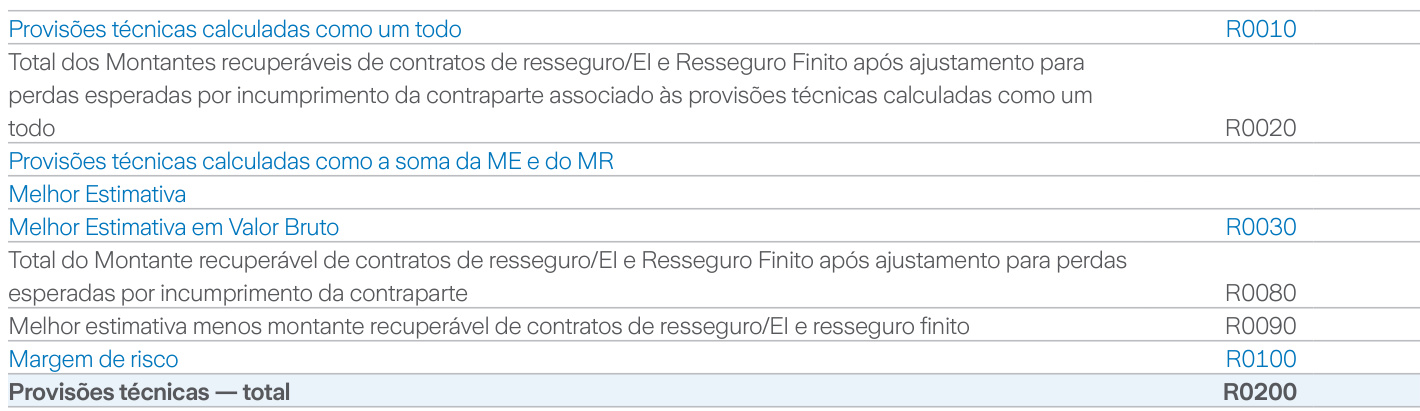 Provisões técnicas calculadas como um todo R0010
Total dos Montantes recuperáveis de contratos de resseguro/EI e Resseguro Finito após ajustamento para
perdas esperadas por incumprimento da contraparte associado às provisões técnicas calculadas como um
todo R0020
Provisões técnicas calculadas como a soma da ME e do MR
Melhor Estimativa
Melhor Estimativa em Valor Bruto R0030
Total do Montante recuperável de contratos de resseguro/EI e Resseguro Finito após ajustamento para perdas
esperadas por incumprimento da contraparte R0080
Melhor estimativa menos montante recuperável de contratos de resseguro/EI e resseguro finito R0090
Margem de risco R0100
Provisões técnicas — total R0200